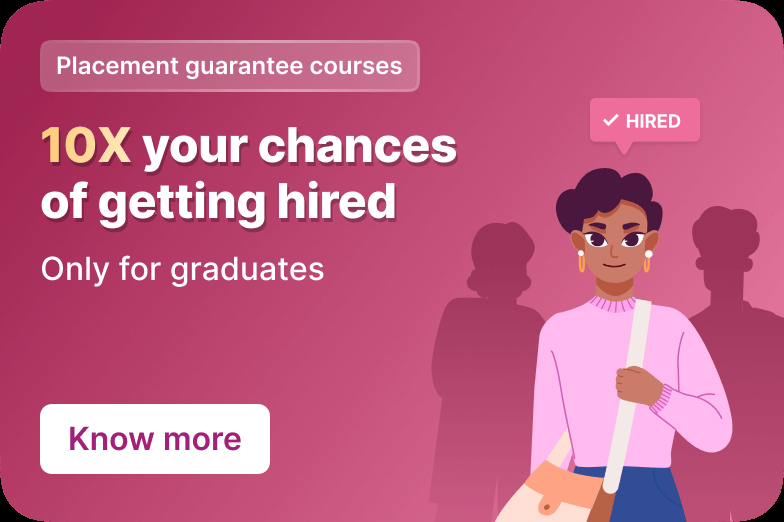 Placement guarantee courses
HIRED
10X your chances
of getting hired
Only for graduates
Know more